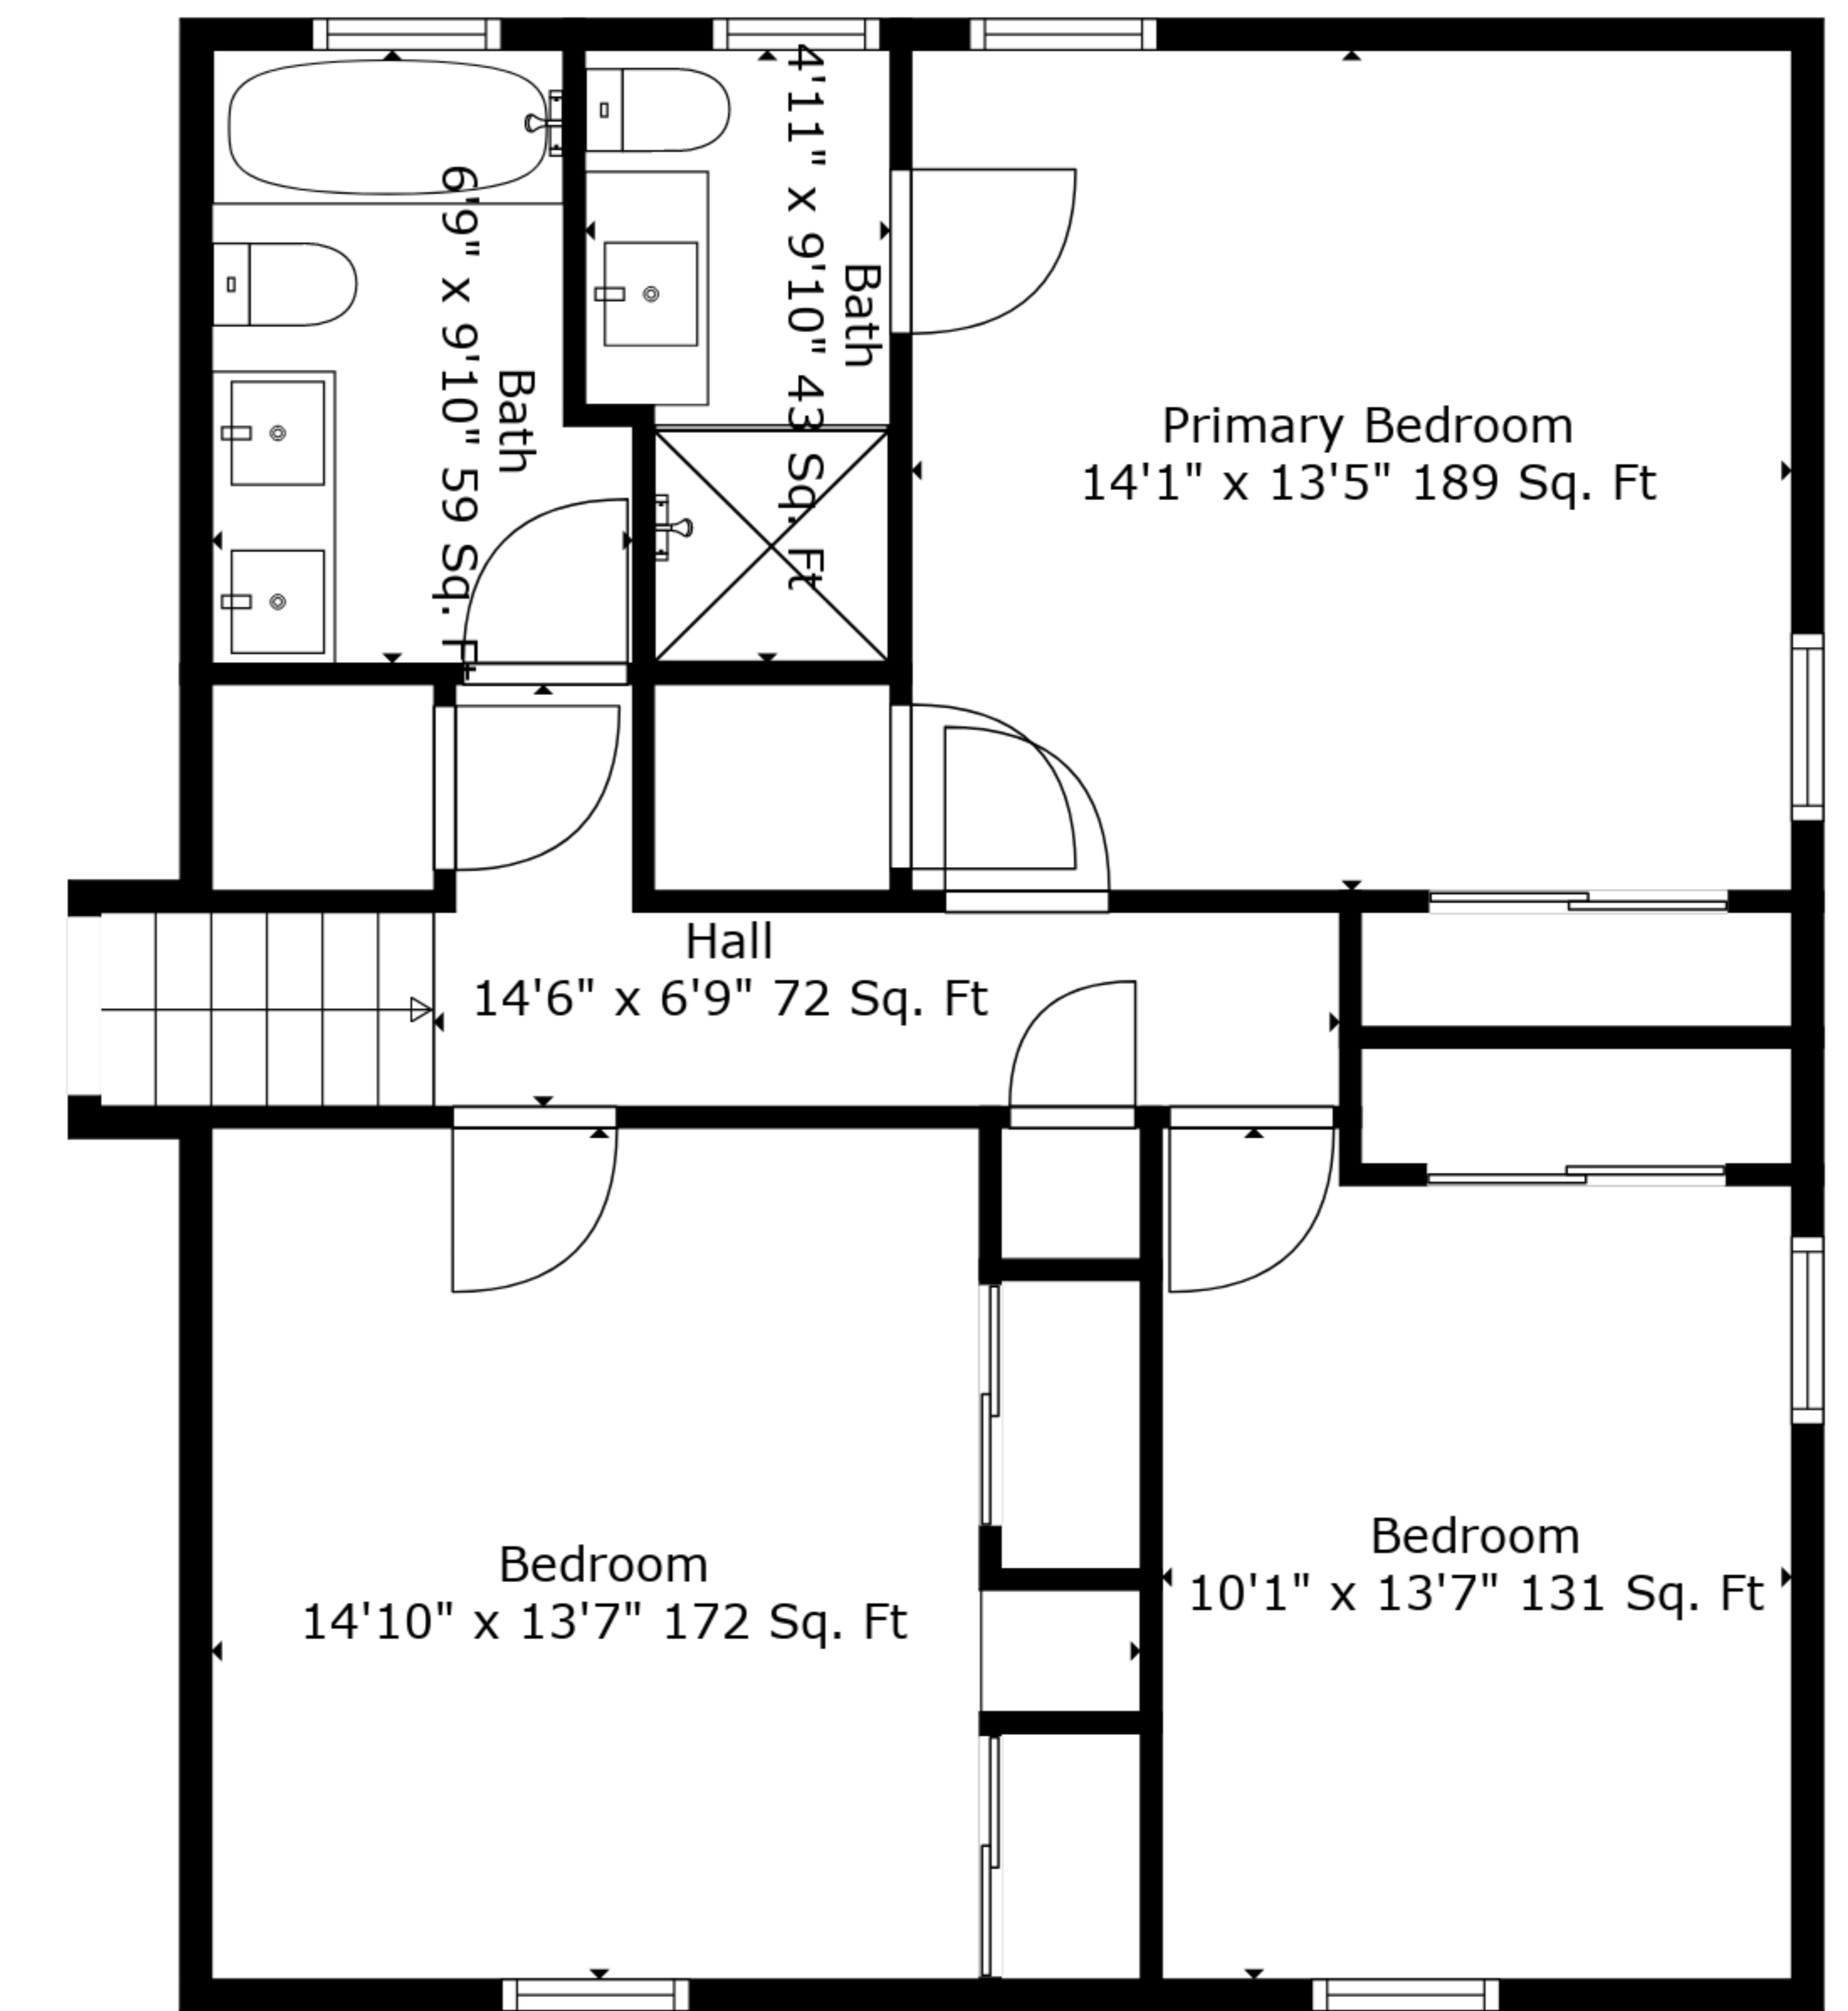 Bath
6'9" x 9'10" 59 Sq. Ft
Bath
4'11" x 9'10" 43 Sq. Ft
Primary Bedroom
14'1" x 13'5" 189 Sq. Ft
Hall
14'6" x 6'9" 72 Sq. Ft
Bedroom
14'10" x 13'7" 172 Sq. Ft
Bedroom
10'1" x 13'7" 131 Sq. Ft